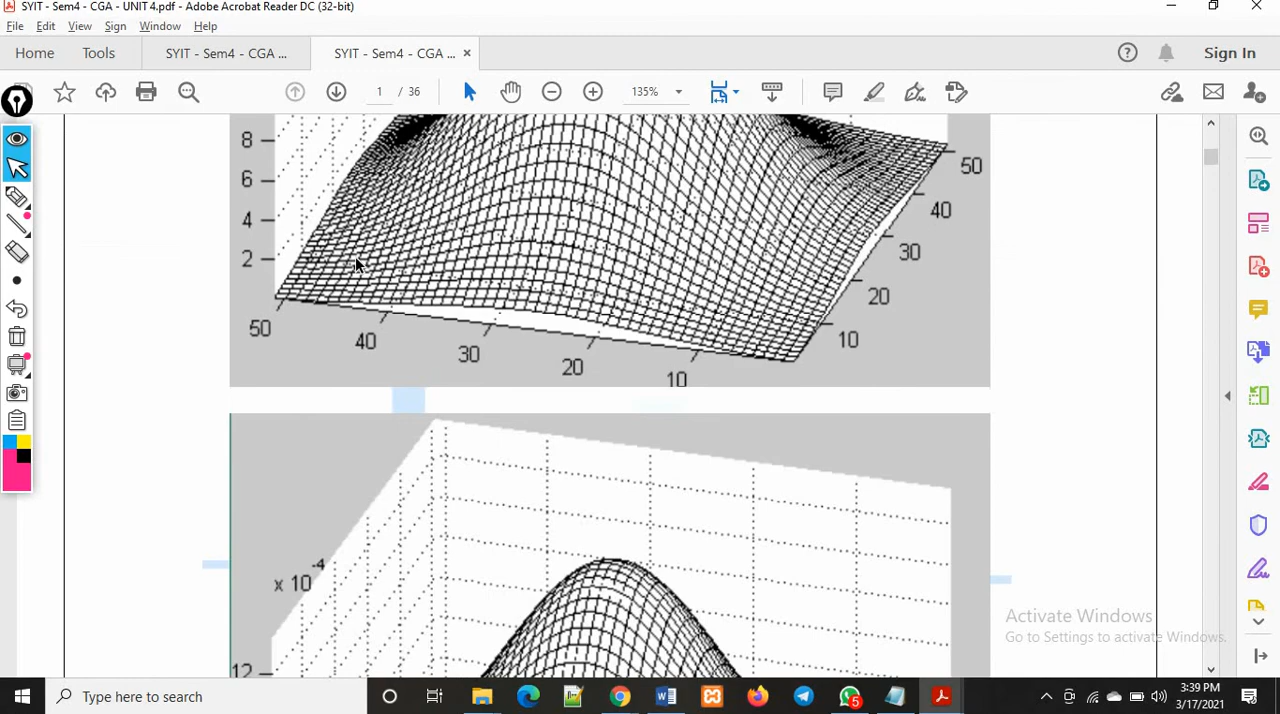 SYIT - Sem4 - CGA - UNIT 4.pdf - Adobe Acrobat Reader DC (32-bit)
File Edit View Sign Window Help
Home Tools SYIT - Sem4 - CGA ... SYIT - Sem4 - CGA ... × Sign In
1 / 36 135%
8
6
4
2
50 40 30 20 10
10 20 30 40 50
x 10 -4
12
Activate Windows
Go to Settings to activate Windows.
Type here to search
5
3:39 PM
3/17/2021